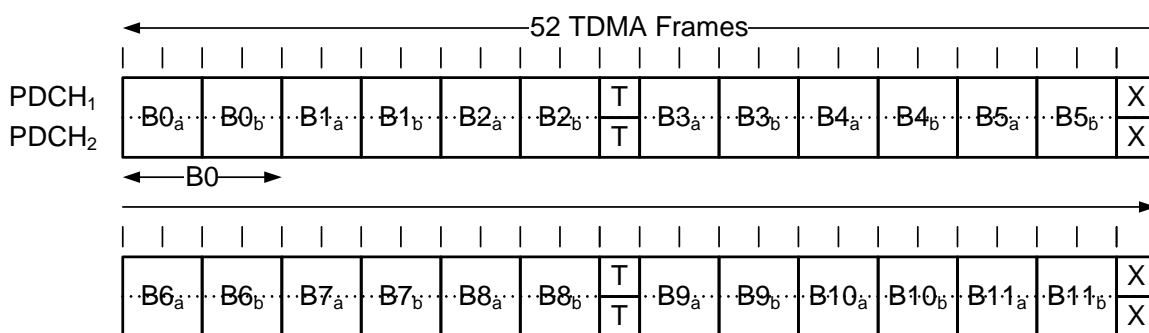 52 TDMA Frames
PDCH₁ T X
B0ₐ B0b B1ₐ B1b B2ₐ B2b B3ₐ B3b B4ₐ B4b B5ₐ B5b
PDCH₂ T X
B0
T X
B6ₐ B6b B7ₐ B7b B8ₐ B8b B9ₐ B9b B10ₐ B10b B11ₐ B11b
T X